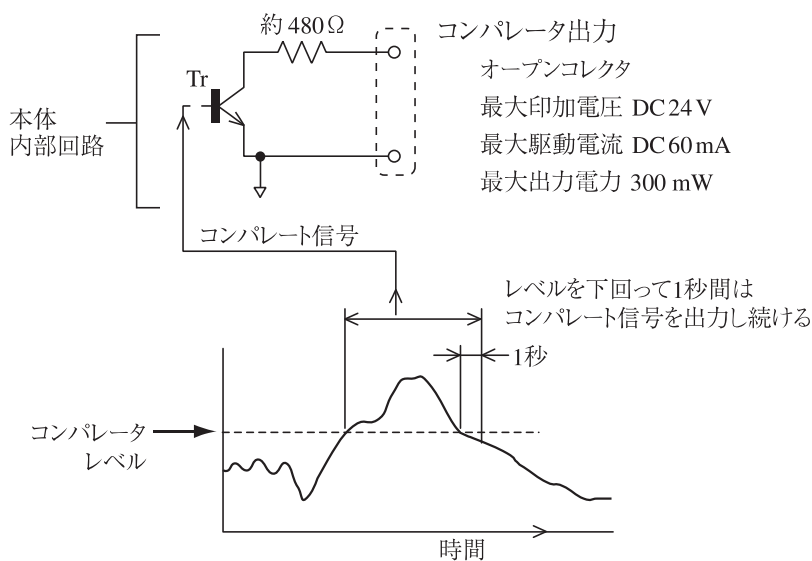 約480Ω
Tr
本体
内部回路
コンパレータ出力
オープンコレクタ
最大印加電圧 DC24V
最大駆動電流 DC60mA
最大出力電力 300 mW
コンパレート信号
レベルを下回って1秒間は
コンパレート信号を出力し続ける
1秒
コンパレータ
レベル
時間